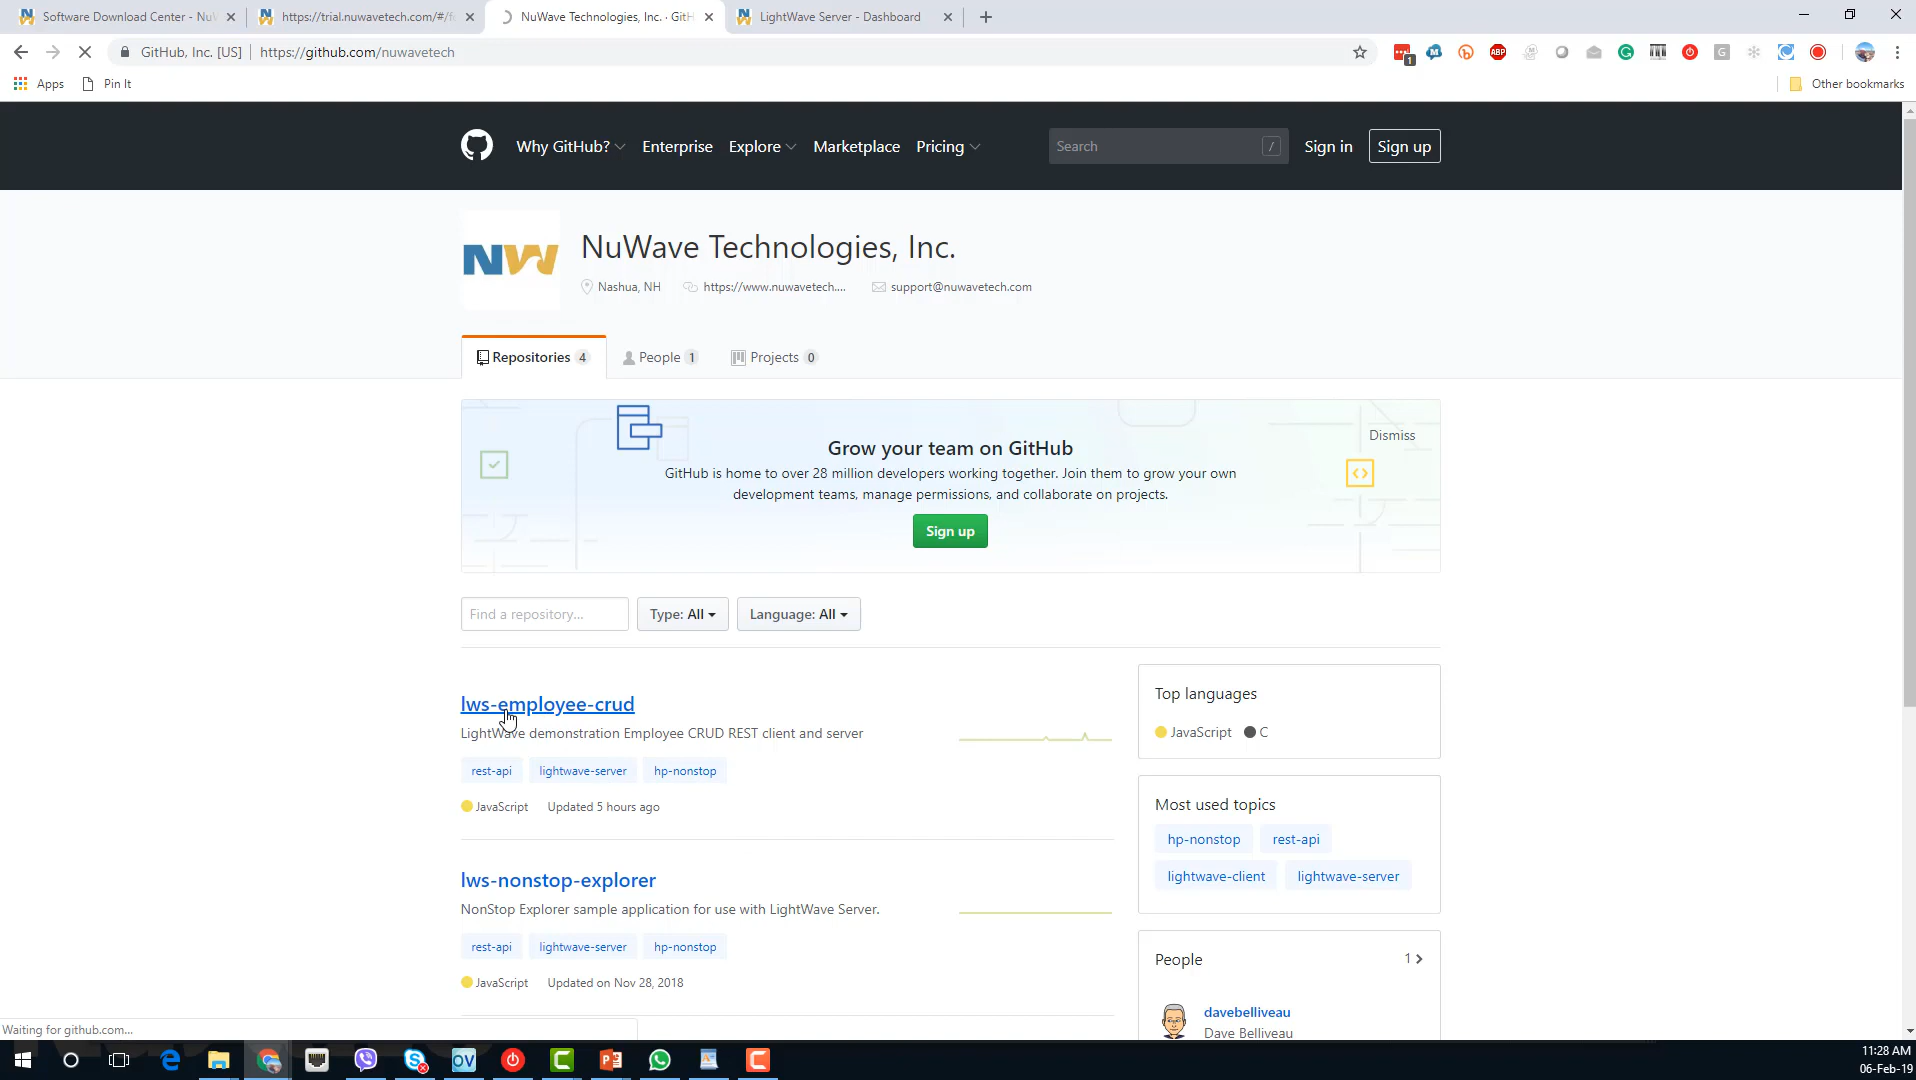 Software Download Center - Nu
https://trial.nuwavetech.com/#/f
NuWave Technologies, Inc. · GitH
LightWave Server - Dashboard
GitHub, Inc. [US]
https://github.com/nuwavetech
1
ABP
G
Apps
Pin It
Other bookmarks
Why GitHub?
Enterprise
Explore
Marketplace
Pricing
Search
/
Sign in
Sign up
NW
NuWave Technologies, Inc.
Nashua, NH
https://www.nuwavetech....
support@nuwavetech.com
Repositories 4
People 1
Projects 0
Grow your team on GitHub
Dismiss
GitHub is home to over 28 million developers working together. Join them to grow your own
development teams, manage permissions, and collaborate on projects.
Sign up
Find a repository...
Type: All
Language: All
lws-employee-crud
LightWave demonstration Employee CRUD REST client and server
rest-api
lightwave-server
hp-nonstop
JavaScript
Updated 5 hours ago
lws-nonstop-explorer
NonStop Explorer sample application for use with LightWave Server.
rest-api
lightwave-server
hp-nonstop
JavaScript
Updated on Nov 28, 2018
Top languages
JavaScript
C
Most used topics
hp-nonstop
rest-api
lightwave-client
lightwave-server
People
1
davebelliveau
Dave Belliveau
Waiting for github.com...
OV
11:28 AM
06-Feb-19